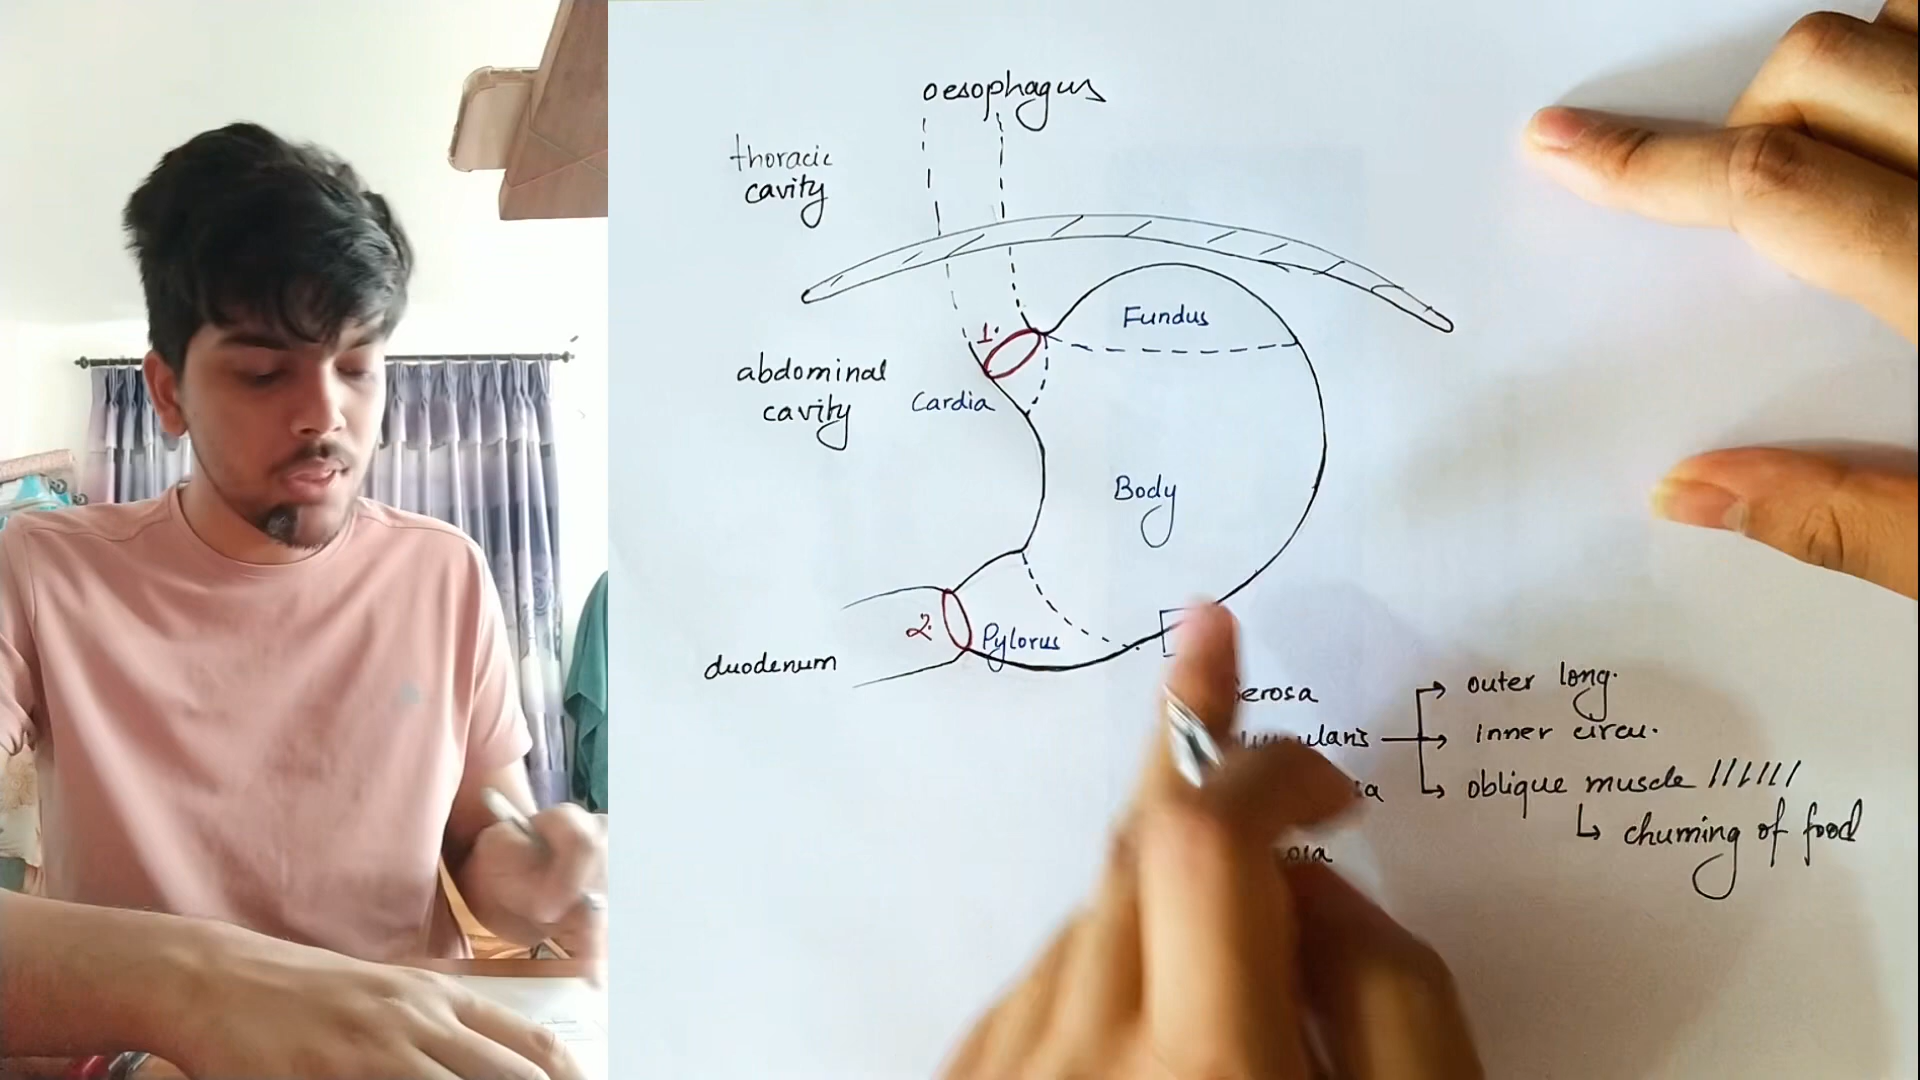 oesophagus
thoracic
cavity
1.
Fundus
abdominal
cavity
Cardia
Body
2.
Pylorus
duodenum
outer long.
inner circu.
oblique muscle //////
↳ churning of food